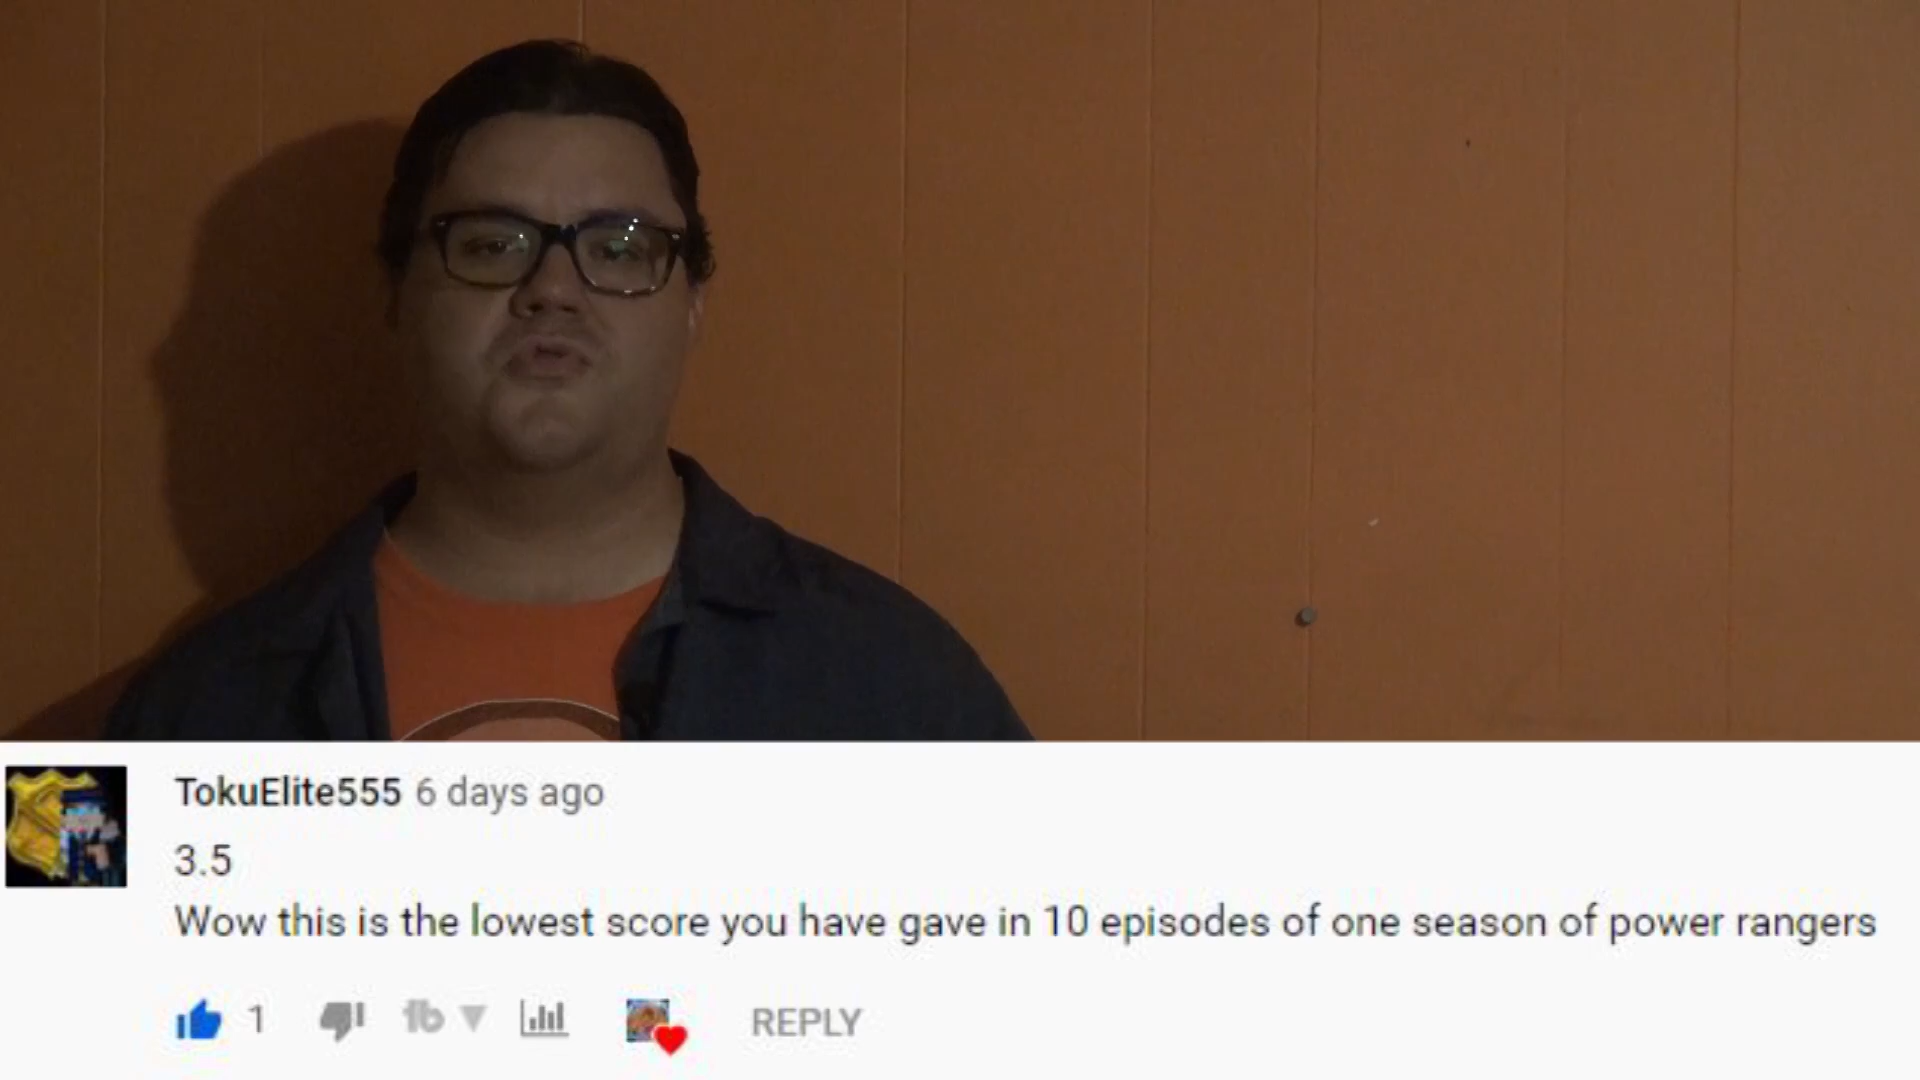 TokuElite555 6 days ago
3.5
Wow this is the lowest score you have gave in 10 episodes of one season of power rangers
1
REPLY